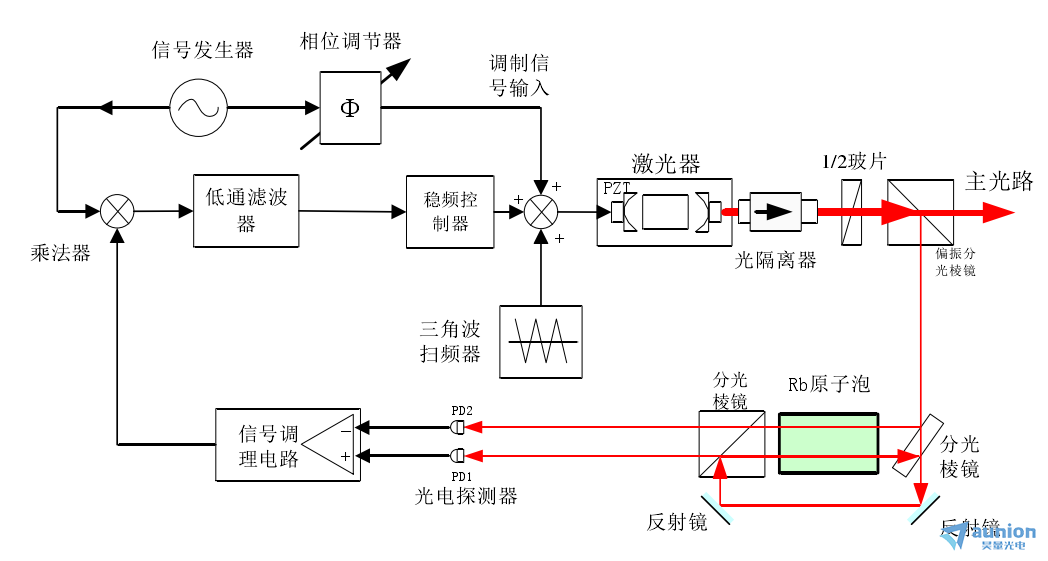 信号发生器
相位调节器
Φ
调制信
号输入
+
+
+
激光器
PZT
1/2玻片
主光路
乘法器
低通滤波
器
稳频控
制器
光隔离器
偏振分
光棱镜
三角波
扫频器
分光
棱镜
Rb原子泡
信号调
理电路
−
+
PD2
PD1
光电探测器
分光
棱镜
反射镜
反射镜
aunion
昊量光电